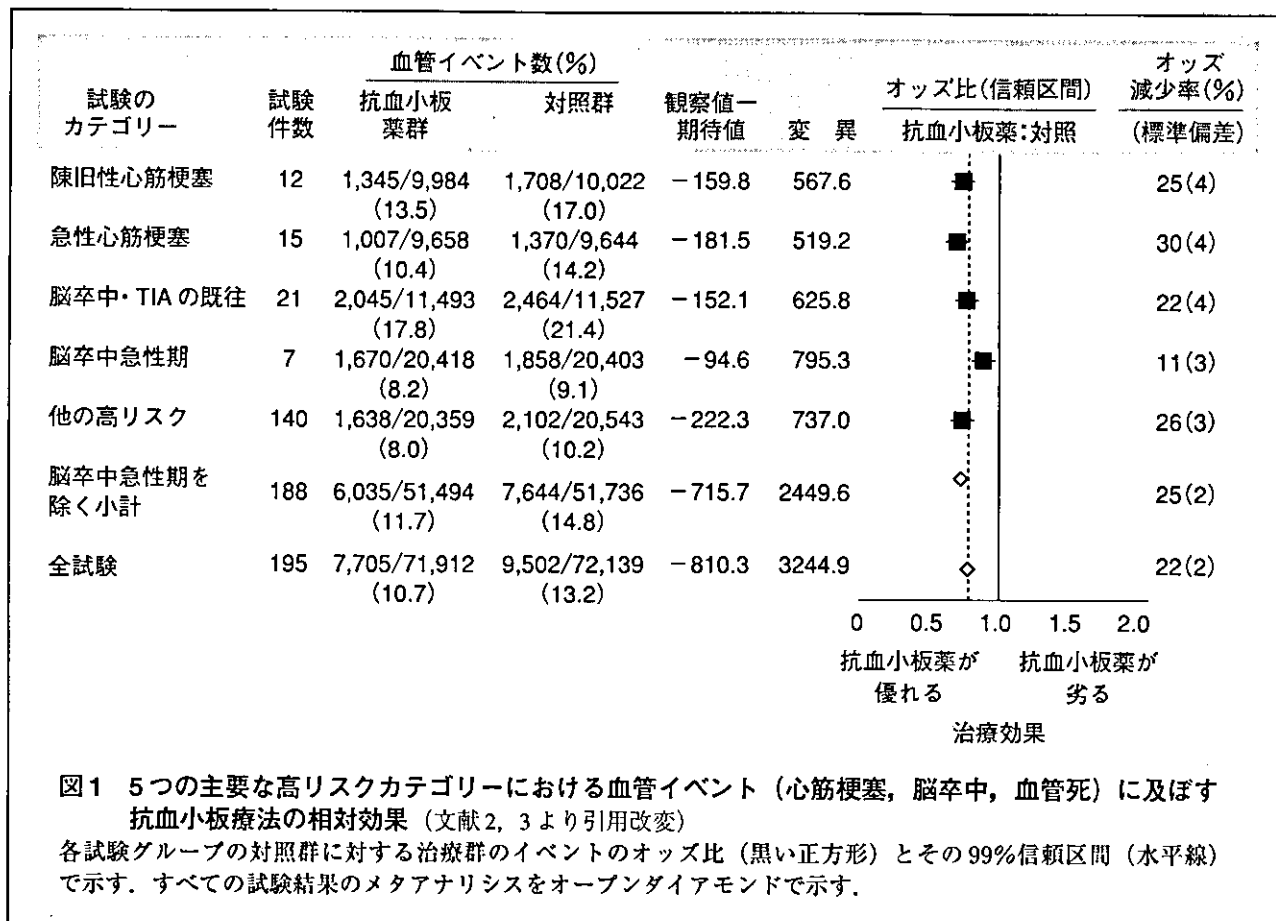 血管イベント数(%)
オッズ
試験の 試験 抗血小板 対照群 観察値ー オッズ比(信頼区間) 減少率(%)
カテゴリー 件数 薬群 期待値 変 異 抗血小板薬:対照 (標準偏差)
陳旧性心筋梗塞 12 1,345/9,984 1,708/10,022 −159.8 567.6 25(4)
(13.5) (17.0)
急性心筋梗塞 15 1,007/9,658 1,370/9,644 −181.5 519.2 30(4)
(10.4) (14.2)
脳卒中・TIAの既往 21 2,045/11,493 2,464/11,527 −152.1 625.8 22(4)
(17.8) (21.4)
脳卒中急性期 7 1,670/20,418 1,858/20,403 −94.6 795.3 11(3)
(8.2) (9.1)
他の高リスク 140 1,638/20,359 2,102/20,543 −222.3 737.0 26(3)
(8.0) (10.2)
脳卒中急性期を
除く小計 188 6,035/51,494 7,644/51,736 −715.7 2449.6 25(2)
(11.7) (14.8)
全試験 195 7,705/71,912 9,502/72,139 −810.3 3244.9 22(2)
(10.7) (13.2)
0 0.5 1.0 1.5 2.0
抗血小板薬が 抗血小板薬が
優れる 劣る
治療効果
図1 5つの主要な高リスクカテゴリーにおける血管イベント(心筋梗塞,脳卒中,血管死)に及ぼす
抗血小板療法の相対効果(文献2,3より引用改変)
各試験グループの対照群に対する治療群のイベントのオッズ比(黒い正方形)とその99%信頼区間(水平線)
で示す.すべての試験結果のメタアナリシスをオープンダイアモンドで示す.